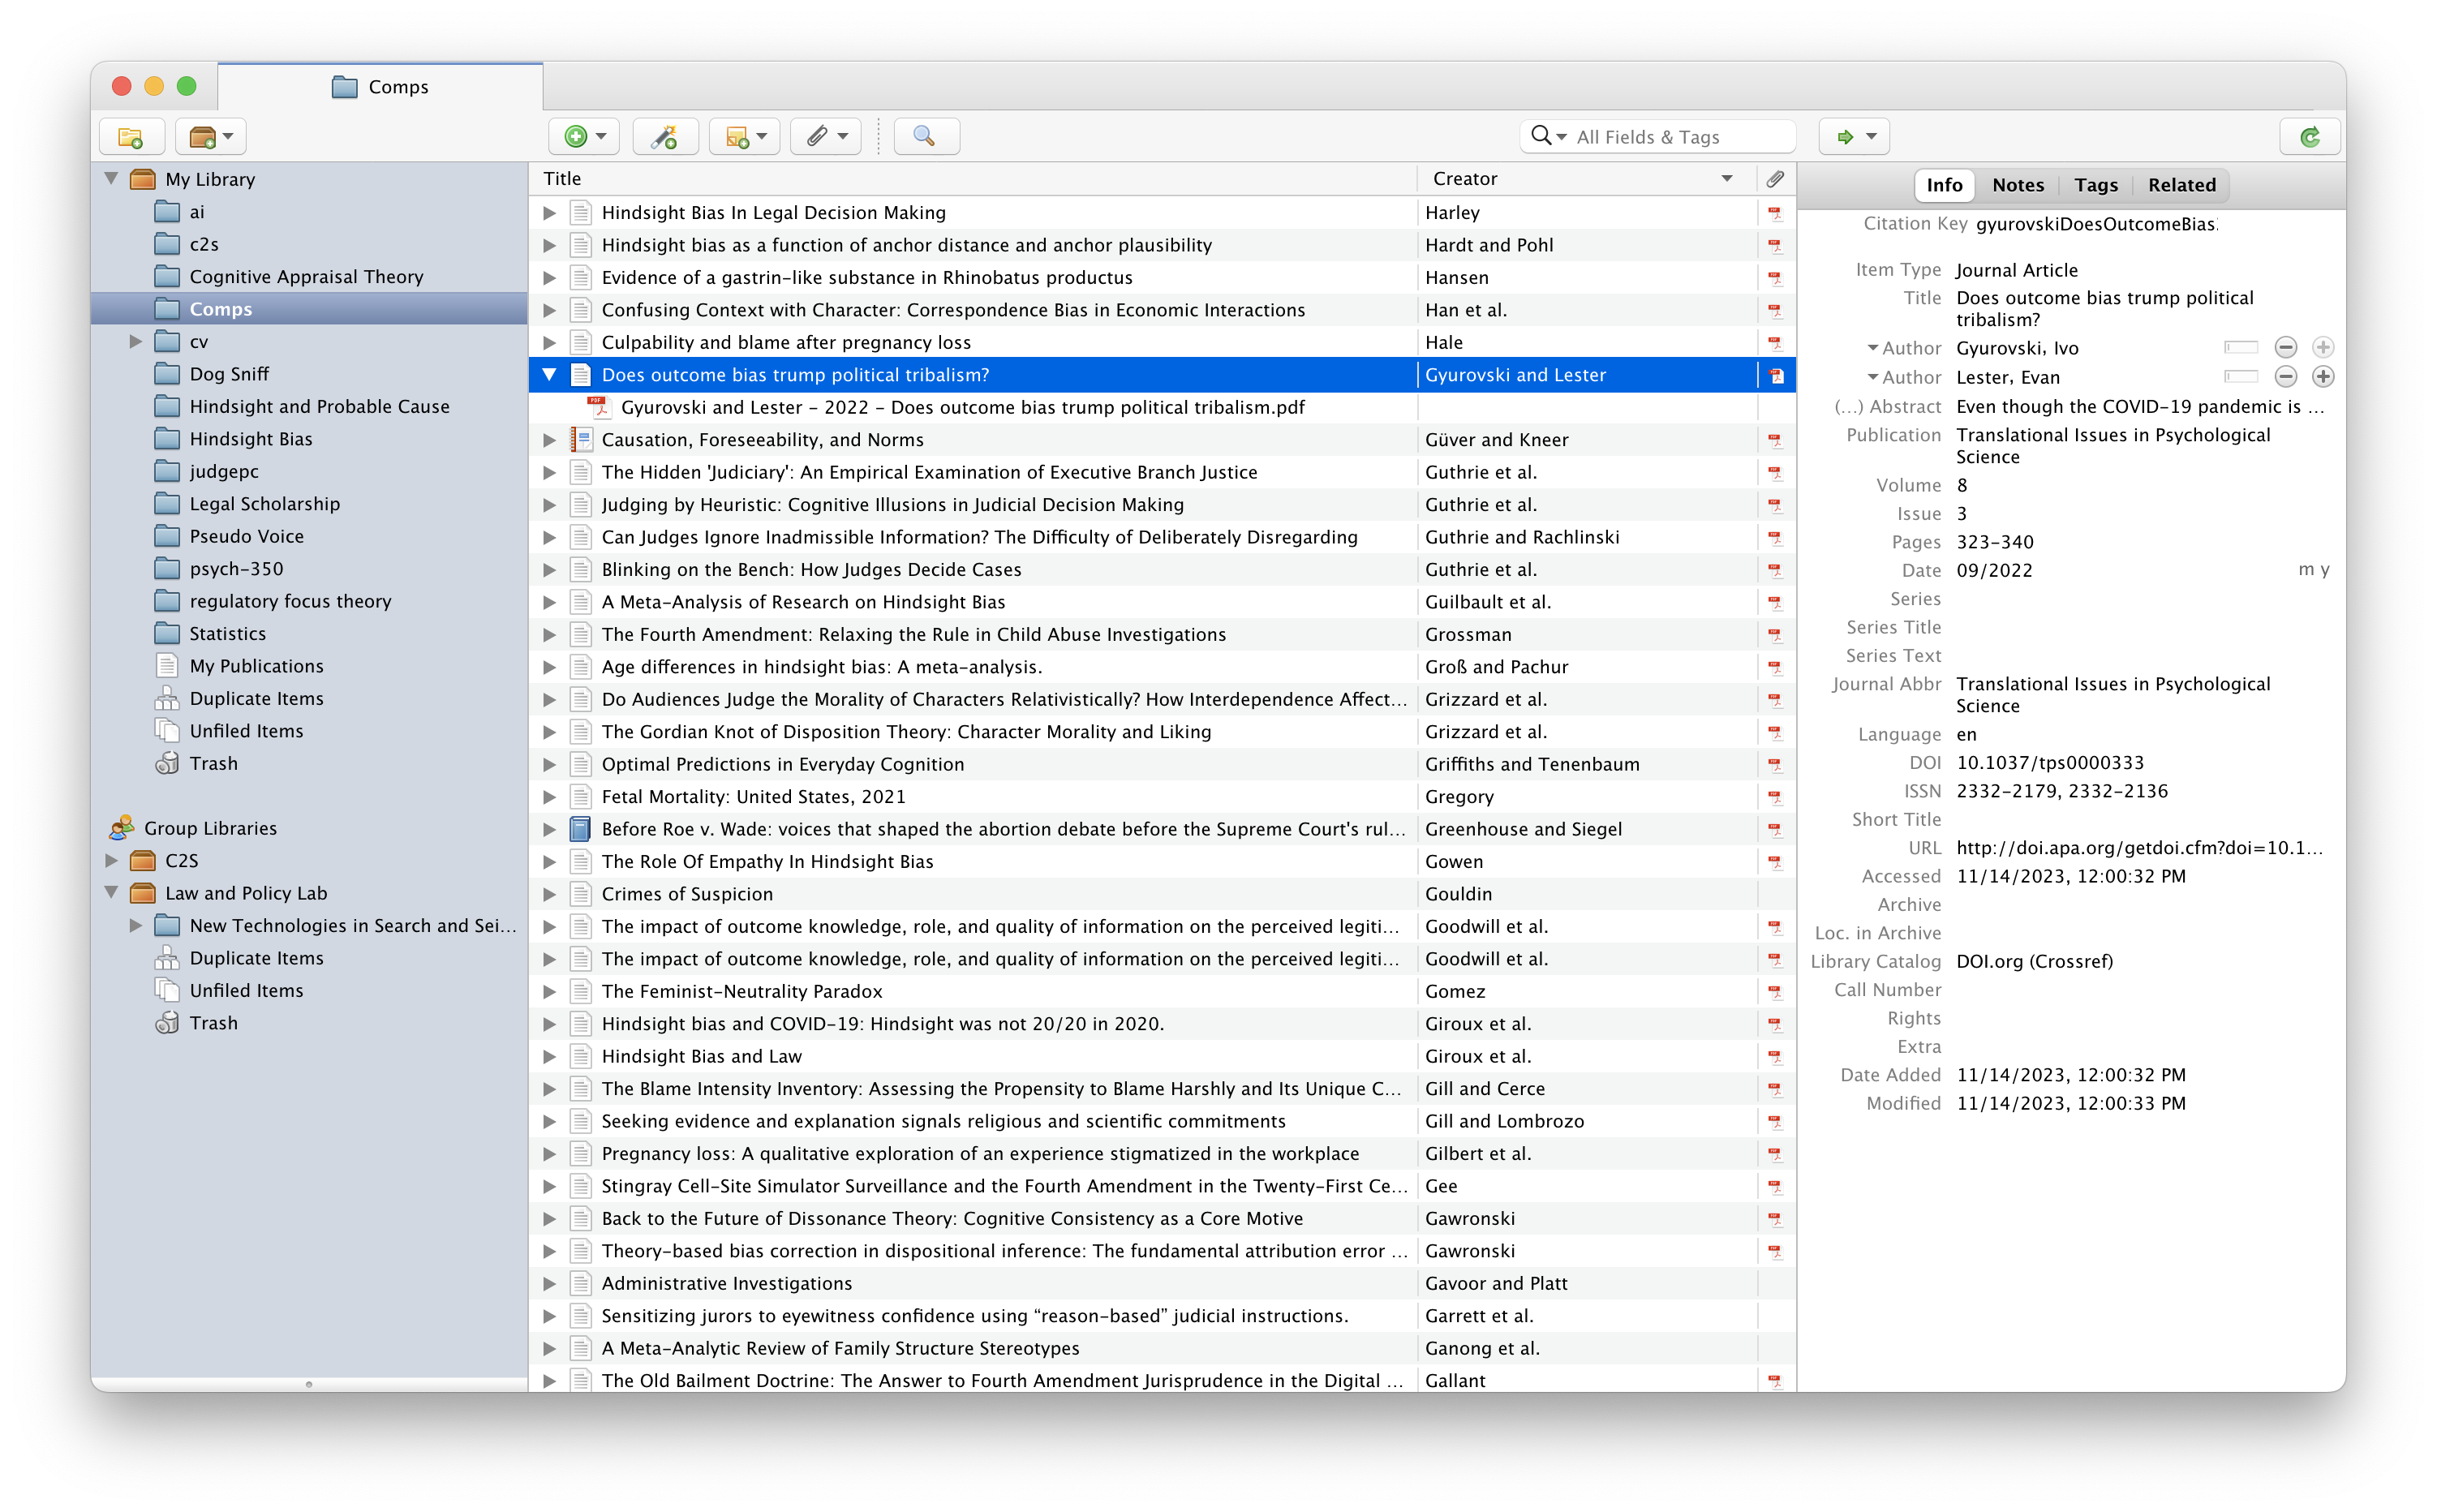 Comps
All Fields & Tags
My Library
ai
c2s
Cognitive Appraisal Theory
Comps
cv
Dog Sniff
Hindsight and Probable Cause
Hindsight Bias
judgepc
Legal Scholarship
Pseudo Voice
psych-350
regulatory focus theory
Statistics
My Publications
Duplicate Items
Unfiled Items
Trash
Group Libraries
C2S
Law and Policy Lab
New Technologies in Search and Sei...
Duplicate Items
Unfiled Items
Trash
Title Creator
Hindsight Bias In Legal Decision Making Harley
Hindsight bias as a function of anchor distance and anchor plausibility Hardt and Pohl
Evidence of a gastrin-like substance in Rhinobatus productus Hansen
Confusing Context with Character: Correspondence Bias in Economic Interactions Han et al.
Culpability and blame after pregnancy loss Hale
Does outcome bias trump political tribalism? Gyurovski and Lester
Gyurovski and Lester - 2022 - Does outcome bias trump political tribalism.pdf
Causation, Foreseeability, and Norms Güver and Kneer
The Hidden 'Judiciary': An Empirical Examination of Executive Branch Justice Guthrie et al.
Judging by Heuristic: Cognitive Illusions in Judicial Decision Making Guthrie et al.
Can Judges Ignore Inadmissible Information? The Difficulty of Deliberately Disregarding Guthrie and Rachlinski
Blinking on the Bench: How Judges Decide Cases Guthrie et al.
A Meta-Analysis of Research on Hindsight Bias Guilbault et al.
The Fourth Amendment: Relaxing the Rule in Child Abuse Investigations Grossman
Age differences in hindsight bias: A meta-analysis. Groß and Pachur
Do Audiences Judge the Morality of Characters Relativistically? How Interdependence Affect... Grizzard et al.
The Gordian Knot of Disposition Theory: Character Morality and Liking Grizzard et al.
Optimal Predictions in Everyday Cognition Griffiths and Tenenbaum
Fetal Mortality: United States, 2021 Gregory
Before Roe v. Wade: voices that shaped the abortion debate before the Supreme Court's rul... Greenhouse and Siegel
The Role Of Empathy In Hindsight Bias Gowen
Crimes of Suspicion Gouldin
The impact of outcome knowledge, role, and quality of information on the perceived legiti... Goodwill et al.
The impact of outcome knowledge, role, and quality of information on the perceived legiti... Goodwill et al.
The Feminist-Neutrality Paradox Gomez
Hindsight bias and COVID-19: Hindsight was not 20/20 in 2020. Giroux et al.
Hindsight Bias and Law Giroux et al.
The Blame Intensity Inventory: Assessing the Propensity to Blame Harshly and Its Unique C... Gill and Cerce
Seeking evidence and explanation signals religious and scientific commitments Gill and Lombrozo
Pregnancy loss: A qualitative exploration of an experience stigmatized in the workplace Gilbert et al.
Stingray Cell-Site Simulator Surveillance and the Fourth Amendment in the Twenty-First Ce... Gee
Back to the Future of Dissonance Theory: Cognitive Consistency as a Core Motive Gawronski
Theory-based bias correction in dispositional inference: The fundamental attribution error ... Gawronski
Administrative Investigations Gavoor and Platt
Sensitizing jurors to eyewitness confidence using “reason-based” judicial instructions. Garrett et al.
A Meta-Analytic Review of Family Structure Stereotypes Ganong et al.
The Old Bailment Doctrine: The Answer to Fourth Amendment Jurisprudence in the Digital ... Gallant
Info Notes Tags Related
Citation Key gyurovskiDoesOutcomeBias
Item Type Journal Article
Title Does outcome bias trump political
tribalism?
Author Gyurovski, Ivo
Author Lester, Evan
(...) Abstract Even though the COVID-19 pandemic is ...
Publication Translational Issues in Psychological
Science
Volume 8
Issue 3
Pages 323-340
Date 09/2022 m y
Series
Series Title
Series Text
Journal Abbr Translational Issues in Psychological
Science
Language en
DOI 10.1037/tps0000333
ISSN 2332-2179, 2332-2136
Short Title
URL http://doi.apa.org/getdoi.cfm?doi=10.1...
Accessed 11/14/2023, 12:00:32 PM
Archive
Loc. in Archive
Library Catalog DOI.org (Crossref)
Call Number
Rights
Extra
Date Added 11/14/2023, 12:00:32 PM
Modified 11/14/2023, 12:00:33 PM